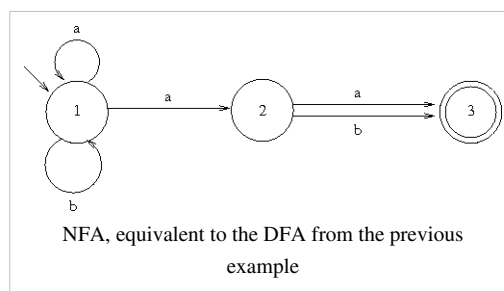 a
1
a
2
a
b
3
b
NFA, equivalent to the DFA from the previous
example